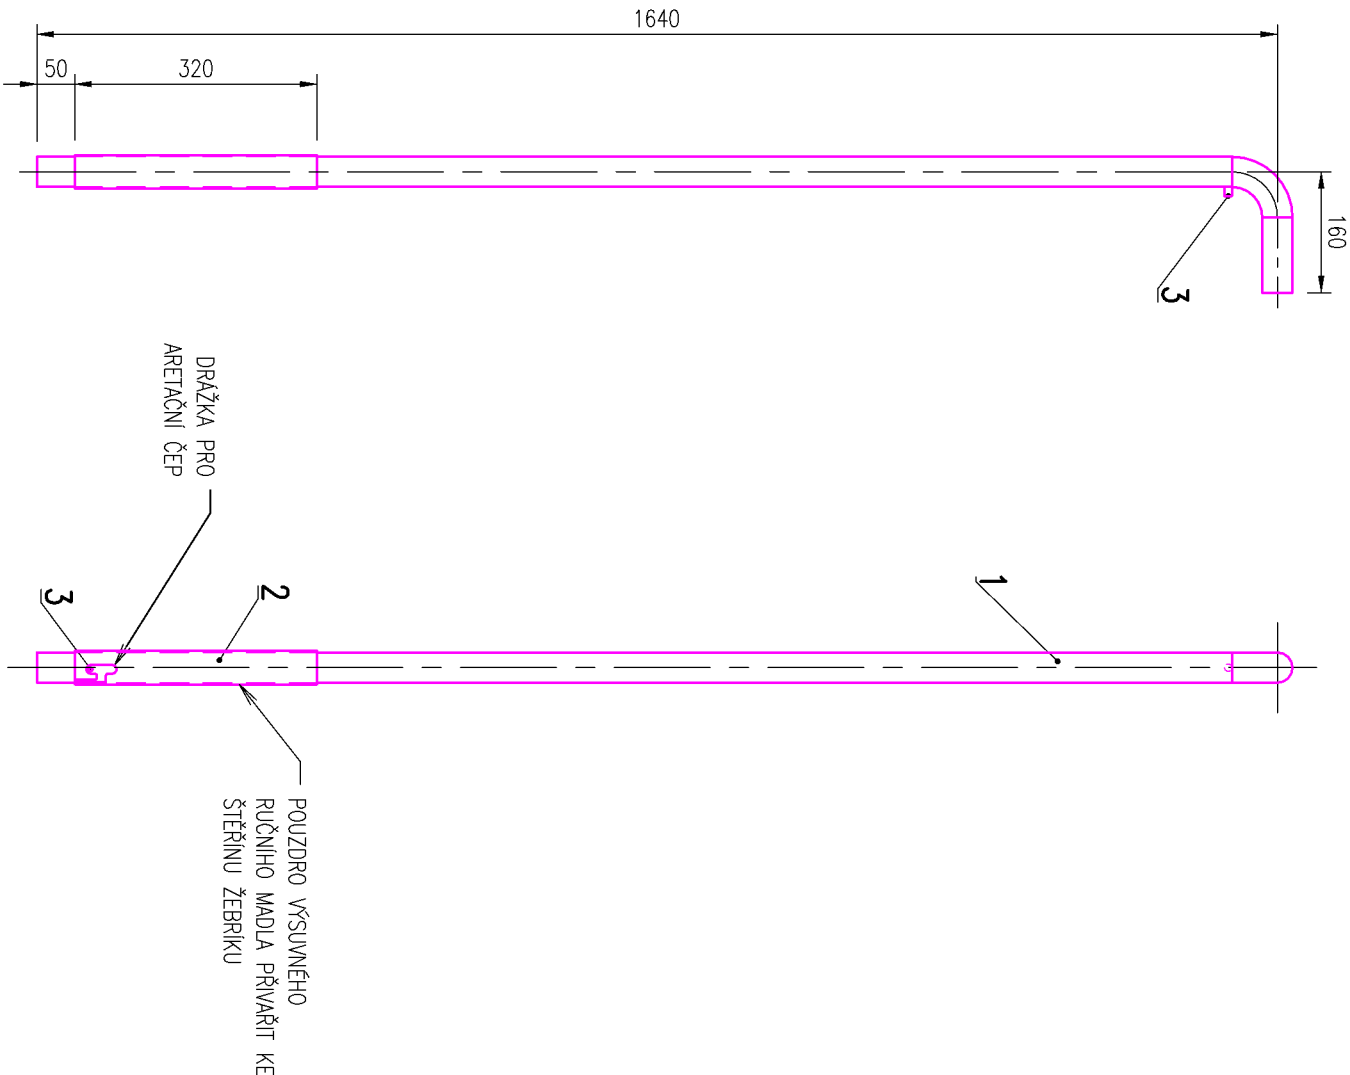 1640
50
320
160
3
DRÁŽKA PRO
ARETAČNÍ ČEP
3
2
1
POUZDRO VÝSUVNÉHO
RUČNÍHO MADLA PŘIVAŘIT KE
ŠTĚŘÍNU ŽEBŘÍKU